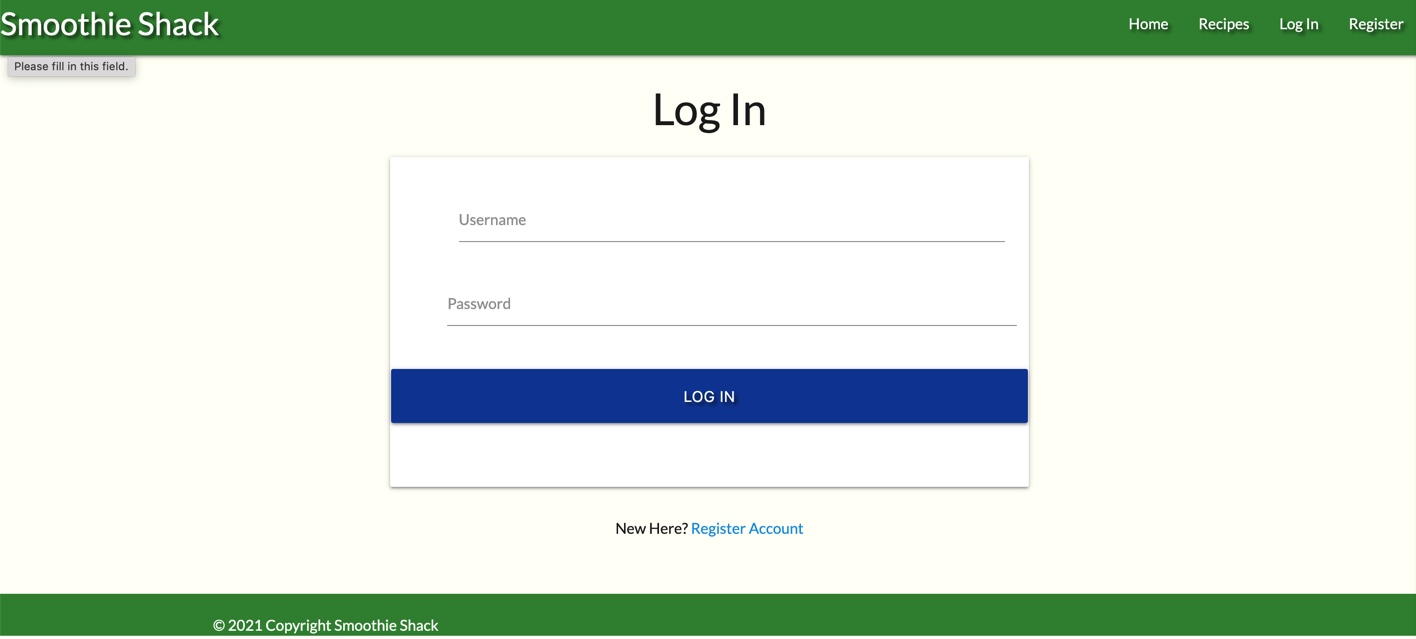 Smoothie Shack
Home Recipes Log In Register
Please fill in this field.
Log In
Username
Password
LOG IN
New Here? Register Account
© 2021 Copyright Smoothie Shack